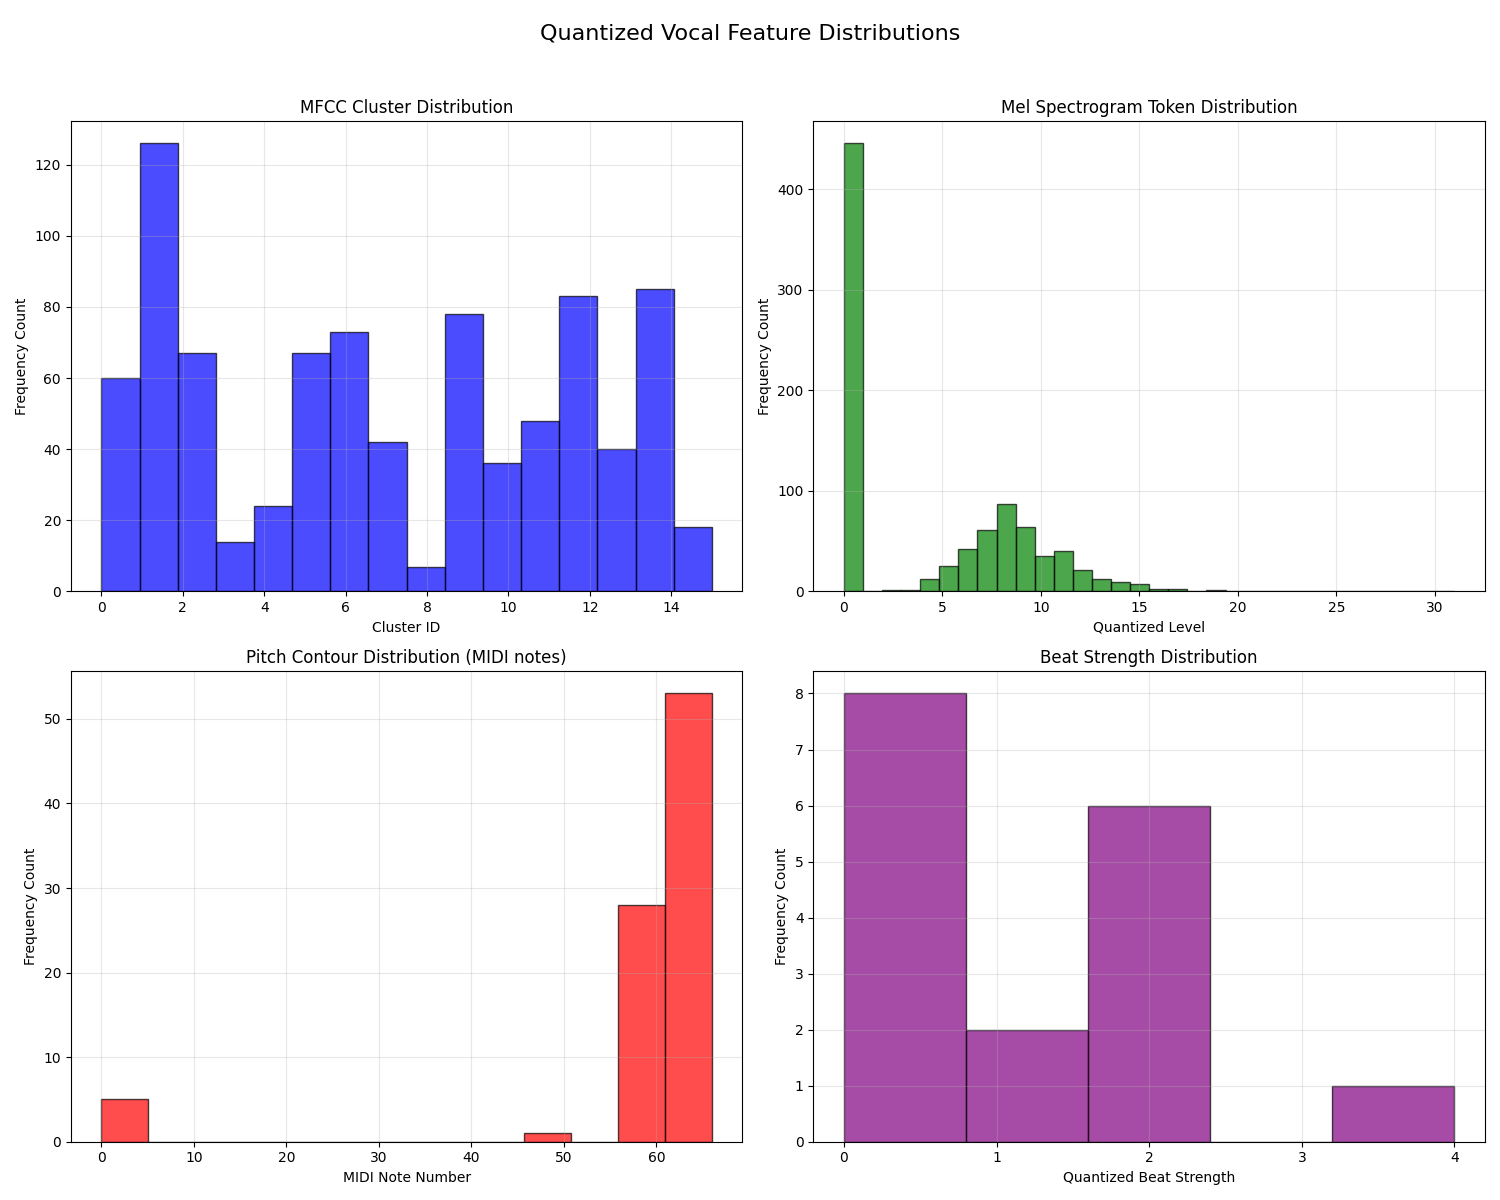 Quantized Vocal Feature Distributions
MFCC Cluster Distribution
Frequency Count
120
100
80
60
40
20
0
0 2 4 6 8 10 12 14
Cluster ID
Mel Spectrogram Token Distribution
Frequency Count
400
300
200
100
0
0 5 10 15 20 25 30
Quantized Level
Pitch Contour Distribution (MIDI notes)
Frequency Count
50
40
30
20
10
0
0 10 20 30 40 50 60
MIDI Note Number
Beat Strength Distribution
Frequency Count
8
7
6
5
4
3
2
1
0
0 1 2 3 4
Quantized Beat Strength